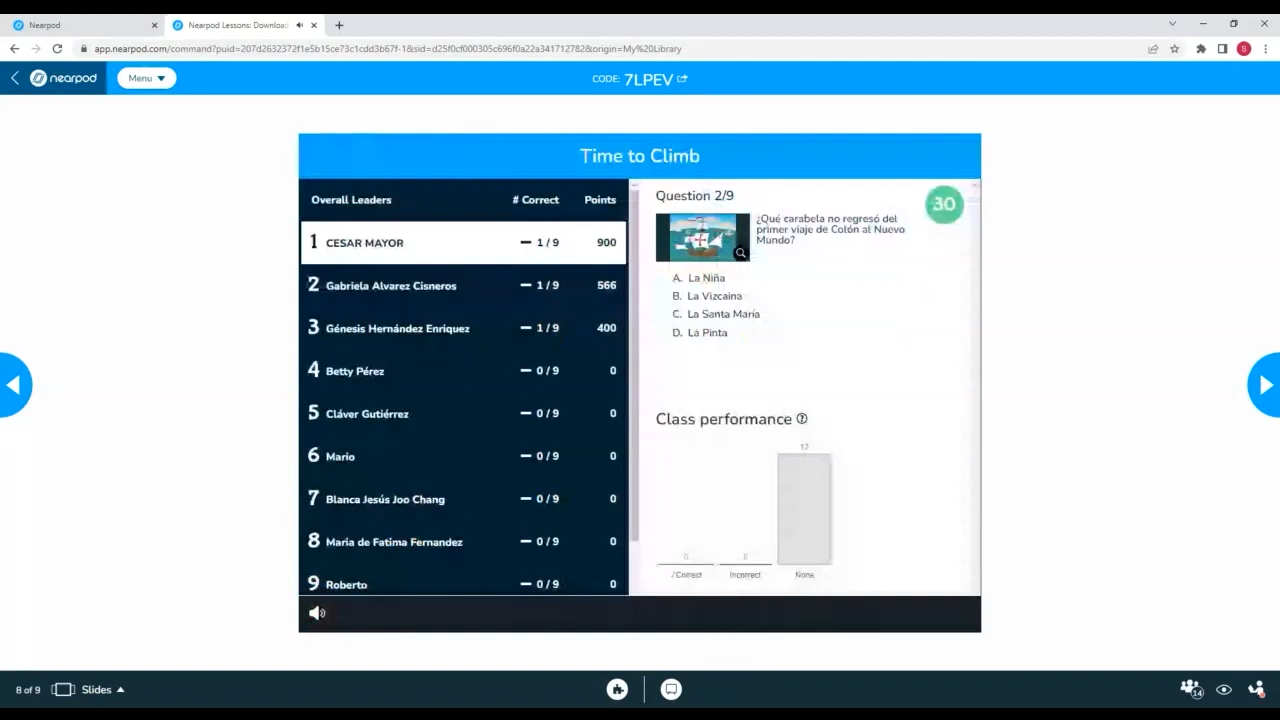 Nearpod
Nearpod Lessons: Downloa
app.nearpod.com/command?puid=207d2632372f1e5b15ce73c1cdd3b67f-1&sid=d25f0cf000305c696f0a22a341712782&origin=My%20Library
S
nearpod
Menu
CODE: 7LPEV
Time to Climb
Overall Leaders # Correct Points
1 CESAR MAYOR 1/9 900
2 Gabriela Alvarez Cisneros 1/9 566
3 Génesis Hernández Enriquez 1/9 400
4 Betty Pérez 0/9 0
5 Cláver Gutiérrez 0/9 0
6 Mario 0/9 0
7 Blanca Jesús Joo Chang 0/9 0
8 Maria de Fatima Fernandez 0/9 0
9 Roberto 0/9 0
Question 2/9
30
¿Qué carabela no regresó del
primer viaje de Colón al Nuevo
Mundo?
A. La Niña
B. La Vizcaina
C. La Santa María
D. La Pinta
Class performance
12
0
✓Correct Incorrect None
8 of 9 Slides
14